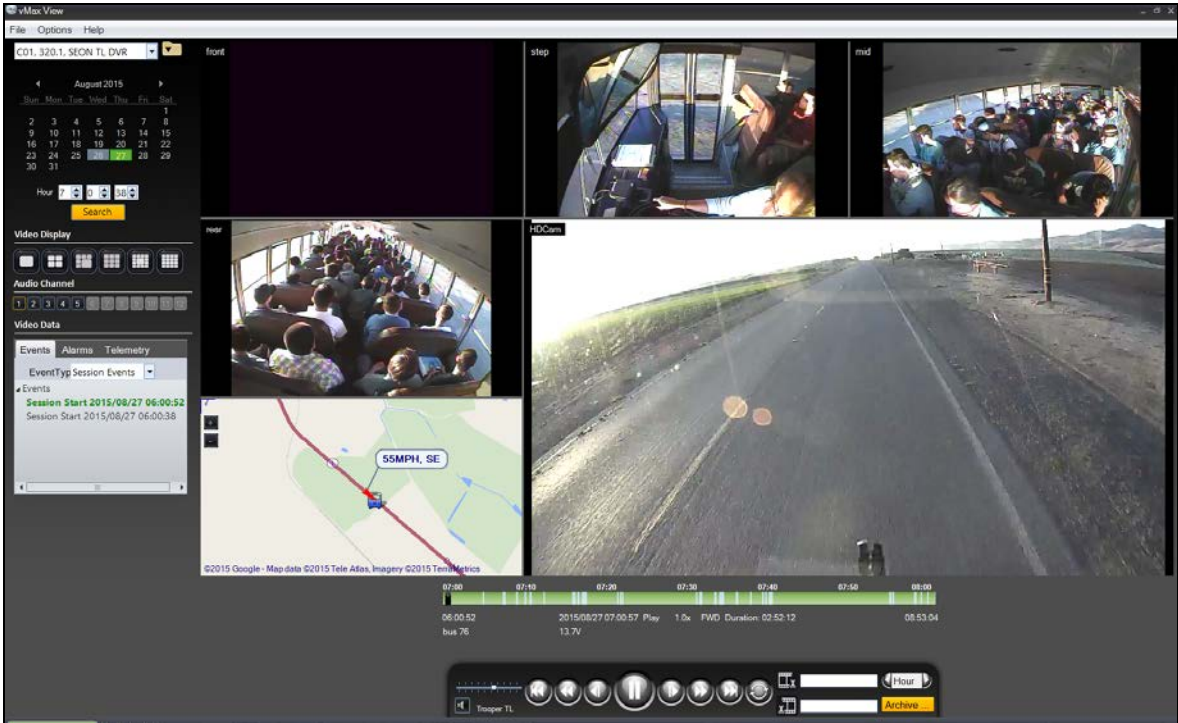 vMax View
File Options Help
C01, 320.1, SEON TL DVR
August 2015
Sun Mon Tue Wed Thu Fri Sat
1
2 3 4 5 6 7 8
9 10 11 12 13 14 15
16 17 18 19 20 21 22
23 24 25 26 27 28 29
30 31
Hour 7 0 38
Search
Video Display
Audio Channel
1 2 3 4 5 6 7 8 9 10 11 12
Video Data
Events Alarms Telemetry
EventTyp Session Events
Events
Session Start 2015/08/27 06:00:52
Session Start 2015/08/27 06:00:38
front
step
mid
rear
HDCam
55MPH, SE
©2015 Google - Map data ©2015 Tele Atlas, Imagery ©2015 TerraMetrics
07:00 07:10 07:20 07:30 07:40 07:50 08:00
06:00:52 2015/08/27 07:00:57 Play 1.0x FWD Duration: 02:52:12 08:53:04
bus 76 13.7V
Trooper TL
Hour
Archive ...